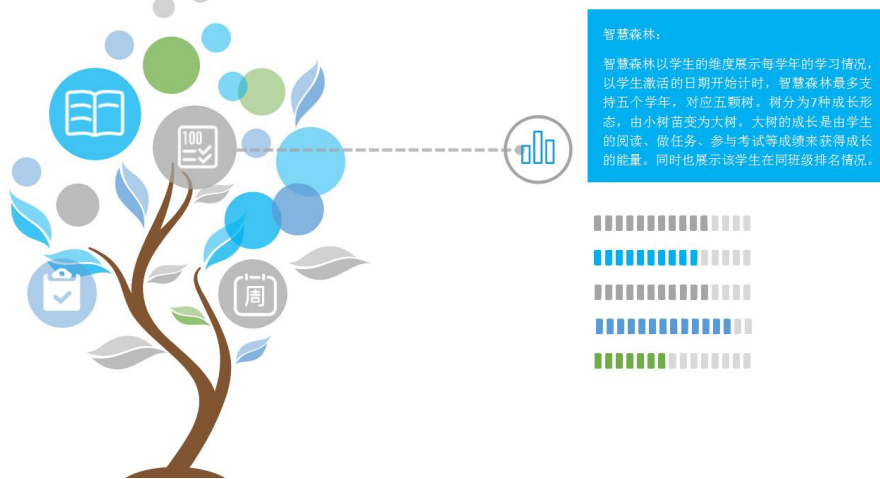 100
周
智慧森林：
智慧森林以学生的维度展示每学年的学习情况，
以学生激活的日期开始计时，智慧森林最多支
持五个学年，对应五颗树。树分为7种成长形
态，由小树苗变为大树。大树的成长是由学生
的阅读、做任务、参与考试等成绩来获得成长
的能量。同时也展示该学生在同班级排名情况。